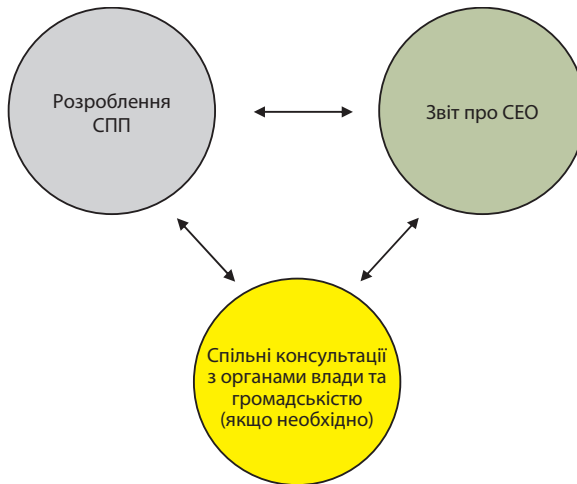 Розроблення
СПП
Звіт про СЕО
Спільні консультації
з органами влади та
громадськістю
(якщо необхідно)